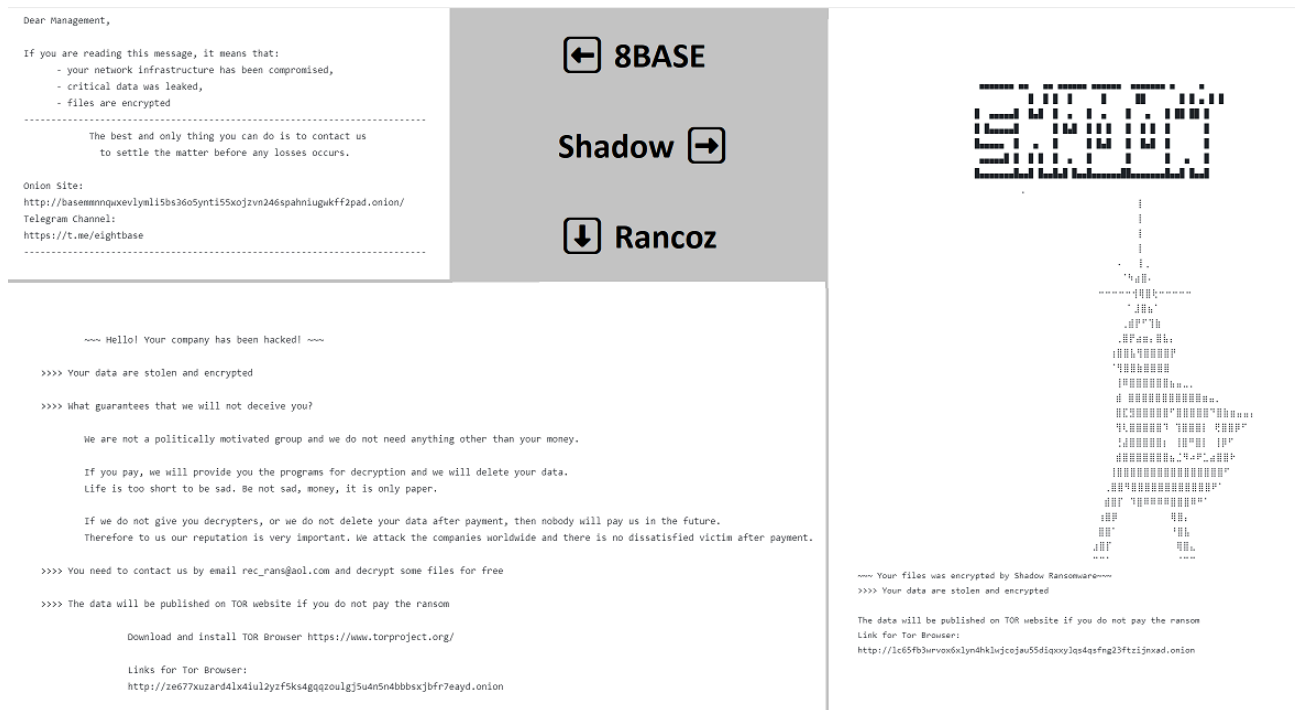 Dear Management,
If you are reading this message, it means that:
- your network infrastructure has been compromised,
- critical data was leaked,
- files are encrypted
The best and only thing you can do is to contact us
to settle the matter before any losses occurs.
Onion Site:
http://basemmnnqwxevlymli5bs36o5ynti55xojzvn246spahniugwkff2pad.onion/
Telegram Channel:
https://t.me/eightbase
8BASE
Shadow
Rancoz
~~~ Hello! Your company has been hacked! ~~~
>>>> Your data are stolen and encrypted
>>>> What guarantees that we will not deceive you?
We are not a politically motivated group and we do not need anything other than your money.
If you pay, we will provide you the programs for decryption and we will delete your data.
Life is too short to be sad. Be not sad, money, it is only paper.
If we do not give you decrypters, or we do not delete your data after payment, then nobody will pay us in the future.
Therefore to us our reputation is very important. We attack the companies worldwide and there is no dissatisfied victim after payment.
>>>> You need to contact us by email rec_rans@aol.com and decrypt some files for free
>>>> The data will be published on TOR website if you do not pay the ransom
Download and install TOR Browser https://www.torproject.org/
Links for Tor Browser:
http://ze677xuzard4lx4iul2yzf5ks4gqqzoulgj5u4n5n4bbbsxjbfr7eayd.onion
~~~ Your files was encrypted by Shadow Ransomware~~~
>>>> Your data are stolen and encrypted
The data will be published on TOR website if you do not pay the ransom
Link for Tor Browser:
http://lc65fb3wrvox6xlyn4hklwjcojau55diqxxylqs4qsfng23ftzijnxad.onion